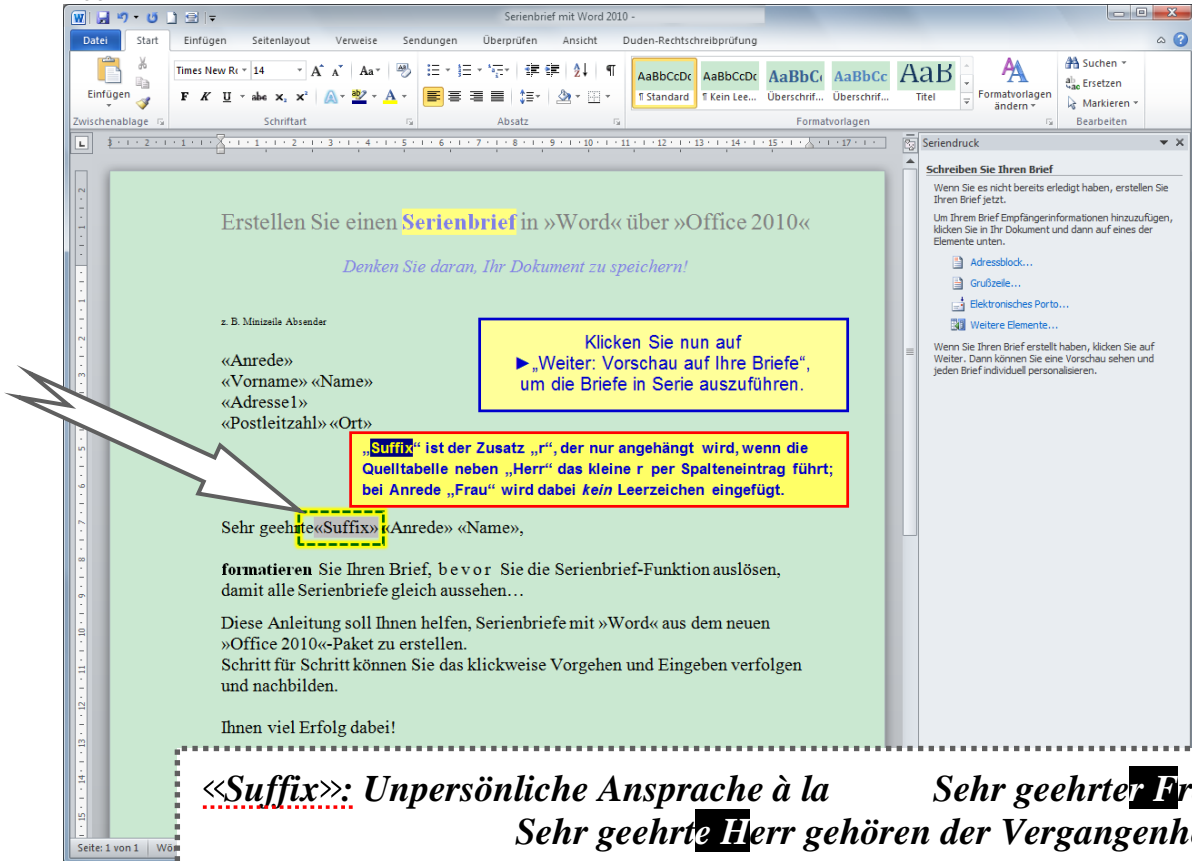 Serienbrief mit Word 2010 -
Datei Start Einfügen Seitenlayout Verweise Sendungen Überprüfen Ansicht Duden-Rechtschreibprüfung
Einfügen
Times New Ro 14
F K U abc x, x²
AaBbCcDc AaBbCcDc AaBbCc AaBbCc AaB
¶ Standard ¶ Kein Lee... Überschrif... Überschrif... Titel
Formatvorlagen ändern
Suchen
Ersetzen
Markieren
Zwischenablage Schriftart Absatz Formatvorlagen Bearbeiten
Seriendruck
Schreiben Sie Ihren Brief
Wenn Sie es nicht bereits erledigt haben, erstellen Sie
Ihren Brief jetzt.
Um Ihrem Brief Empfängerinformationen hinzuzufügen,
klicken Sie in Ihr Dokument und dann auf eines der
Elemente unten.
Adressblock...
Grußzeile...
Elektronisches Porto...
Weitere Elemente...
Wenn Sie Ihren Brief erstellt haben, klicken Sie auf
Weiter. Dann können Sie eine Vorschau sehen und
jeden Brief individuell personalisieren.
Erstellen Sie einen Serienbrief in »Word« über »Office 2010«
Denken Sie daran, Ihr Dokument zu speichern!
z. B. Minizeile Absender
Klicken Sie nun auf
►„Weiter: Vorschau auf Ihre Briefe“,
um die Briefe in Serie auszuführen.
«Anrede»
«Vorname» «Name»
«Adresse1»
«Postleitzahl» «Ort»
„Suffix“ ist der Zusatz „r“, der nur angehängt wird, wenn die
Quelltabelle neben „Herr“ das kleine r per Spalteneintrag führt;
bei Anrede „Frau“ wird dabei kein Leerzeichen eingefügt.
Sehr geehrte«Suffix» «Anrede» «Name»,
formatieren Sie Ihren Brief, bevor Sie die Serienbrief-Funktion auslösen,
damit alle Serienbriefe gleich aussehen…
Diese Anleitung soll Ihnen helfen, Serienbriefe mit »Word« aus dem neuen
»Office 2010«-Paket zu erstellen.
Schritt für Schritt können Sie das klickweise Vorgehen und Eingeben verfolgen
und nachbilden.
Ihnen viel Erfolg dabei!
«Suffix»: Unpersönliche Ansprache à la Sehr geehrter Fr
Sehr geehrte Herr gehören der Vergangenh
Seite: 1 von 1